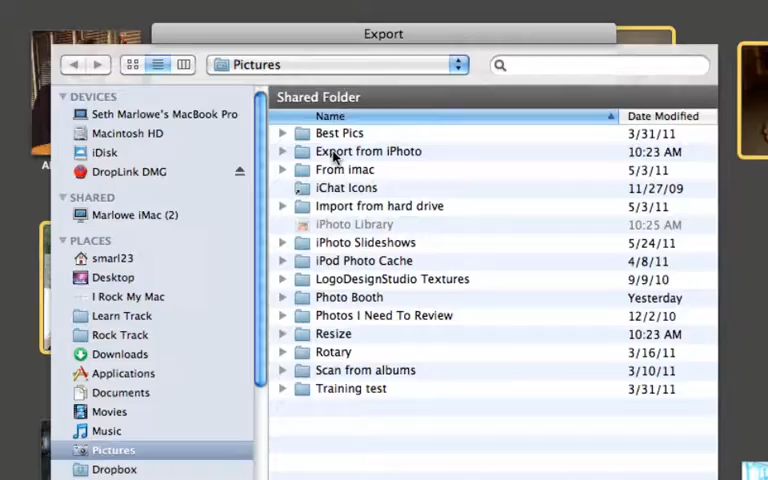 Export
Pictures
DEVICES
Seth Marlowe's MacBook Pro
Macintosh HD
iDisk
DropLink DMG
SHARED
Marlowe iMac (2)
PLACES
smarl23
Desktop
I Rock My Mac
Learn Track
Rock Track
Downloads
Applications
Documents
Movies
Music
Pictures
Dropbox
Shared Folder
Name Date Modified
Best Pics 3/31/11
Export from iPhoto 10:23 AM
From imac 5/3/11
iChat Icons 11/27/09
Import from hard drive 5/3/11
iPhoto Library 10:25 AM
iPhoto Slideshows 5/24/11
iPod Photo Cache 4/8/11
LogoDesignStudio Textures 9/9/10
Photo Booth Yesterday
Photos I Need To Review 12/2/10
Resize 10:23 AM
Rotary 3/16/11
Scan from albums 3/10/11
Training test 3/31/11